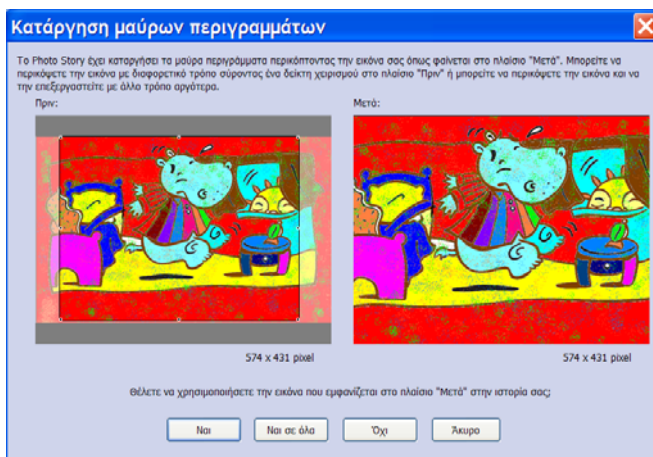 Κατάργηση μαύρων περιγραμμάτων
Το Photo Story έχει καταργήσει τα μαύρα περιγράμματα περικόπτοντας την εικόνα σας όπως φαίνεται στο πλαίσιο "Μετά". Μπορείτε να
περικόψετε την εικόνα με διαφορετικό τρόπο σύροντας ένα δείκτη χειρισμού στο πλαίσιο "Πριν" ή μπορείτε να περικόψετε την εικόνα και να
την επεξεργαστείτε με άλλο τρόπο αργότερα.
Πριν:
Μετά:
574 x 431 pixel
574 x 431 pixel
Θέλετε να χρησιμοποιήσετε την εικόνα που εμφανίζεται στο πλαίσιο "Μετά" στην ιστορία σας;
Ναι
Ναι σε όλα
Όχι
Άκυρο